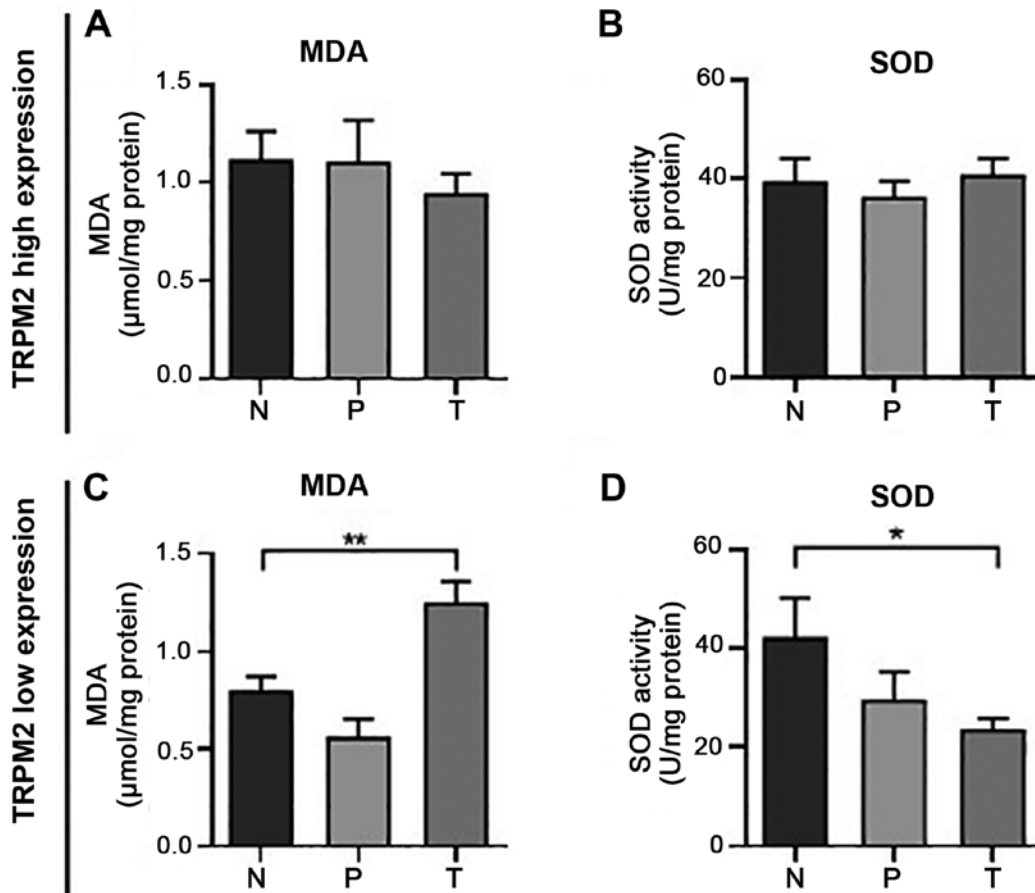 TRPM2 high expression
A
MDA
MDA
(µmol/mg protein)
1.5
1.0
0.5
0.0
N P T
B
SOD
SOD activity
(U/mg protein)
60
40
20
0
N P T
TRPM2 low expression
C
MDA
**
MDA
(µmol/mg protein)
1.5
1.0
0.5
0.0
N P T
D
SOD
*
SOD activity
(U/mg protein)
60
40
20
0
N P T